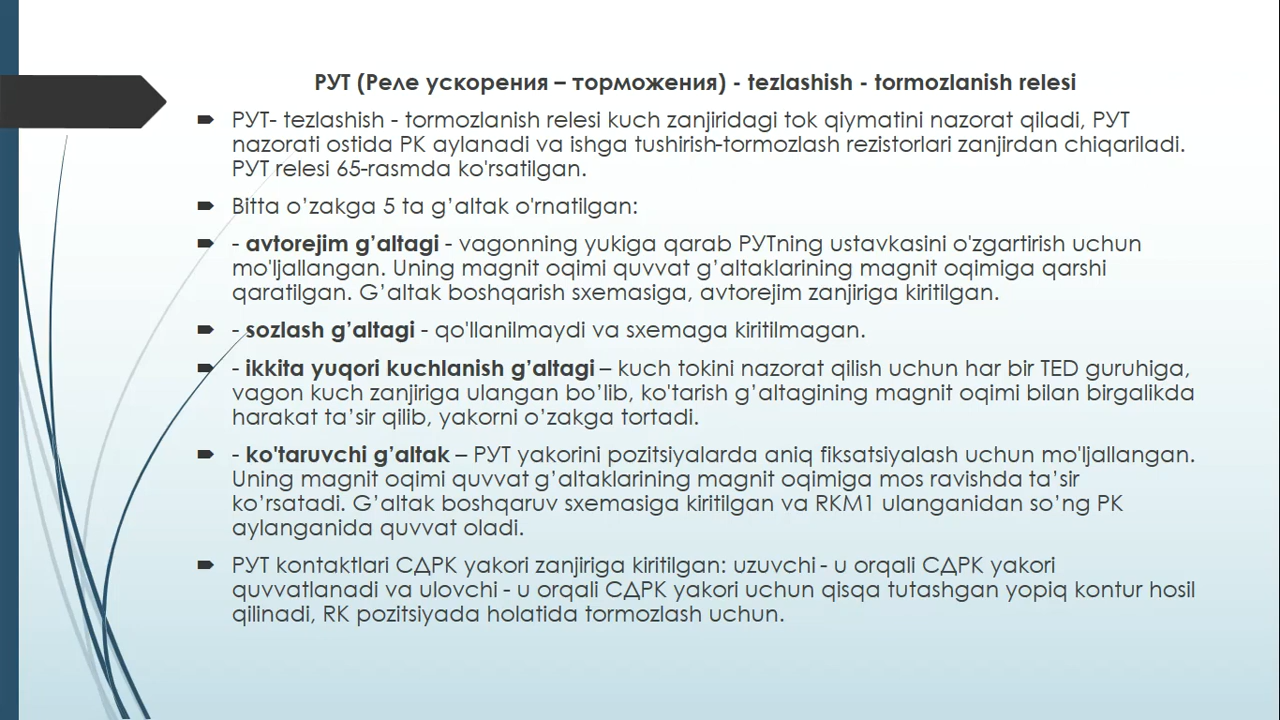 РУТ (Реле ускорения – торможения) - tezlashish - tormozlanish relesi
РУТ- tezlashish - tormozlanish relesi kuch zanjiridagi tok qiymatini nazorat qiladi, РУТ
nazorati ostida РК aylanadi va ishga tushirish-tormozlash rezistorlari zanjirdan chiqariladi.
РУТ relesi 65-rasmda ko'rsatilgan.
Bitta o’zakga 5 ta g’altak o'rnatilgan:
- avtorejim g’altagi - vagonning yukiga qarab РУТning ustavkasini o'zgartirish uchun
mo'ljallangan. Uning magnit oqimi quvvat g’altaklarining magnit oqimiga qarshi
qaratilgan. G’altak boshqarish sxemasiga, avtorejim zanjiriga kiritilgan.
- sozlash g’altagi - qo'llanilmaydi va sxemaga kiritilmagan.
- ikkita yuqori kuchlanish g’altagi – kuch tokini nazorat qilish uchun har bir TED guruhiga,
vagon kuch zanjiriga ulangan bo’lib, ko'tarish g’altagining magnit oqimi bilan birgalikda
harakat ta’sir qilib, yakorni o’zakga tortadi.
- ko'taruvchi g’altak – РУТ yakorini pozitsiyalarda aniq fiksatsiyalash uchun mo'ljallangan.
Uning magnit oqimi quvvat g’altaklarining magnit oqimiga mos ravishda ta’sir
ko’rsatadi. G’altak boshqaruv sxemasiga kiritilgan va RKM1 ulanganidan so’ng РК
aylanganida quvvat oladi.
РУТ kontaktlari СДРК yakori zanjiriga kiritilgan: uzuvchi - u orqali СДРК yakori
quvvatlanadi va ulovchi - u orqali СДРК yakori uchun qisqa tutashgan yopiq kontur hosil
qilinadi, RK pozitsiyada holatida tormozlash uchun.